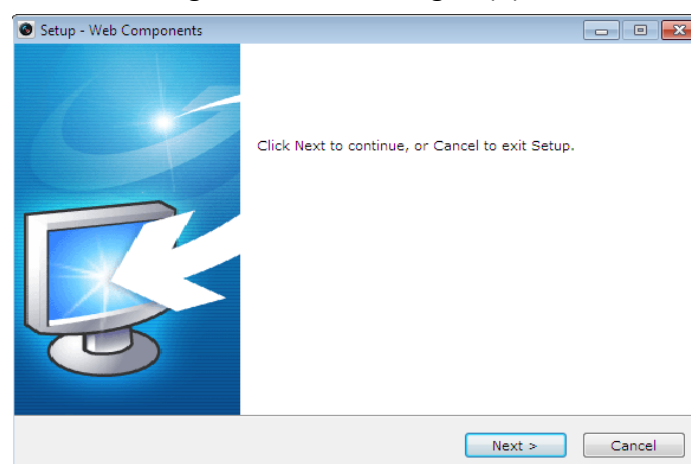 Setup - Web Components
Click Next to continue, or Cancel to exit Setup.
Next >
Cancel